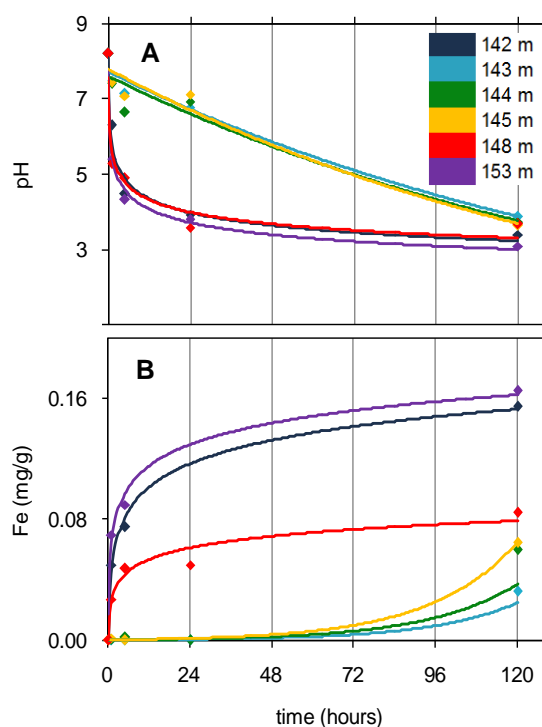 A
142 m
143 m
144 m
145 m
148 m
153 m
9
7
5
3
pH
B
0.16
0.08
0.00
Fe (mg/g)
0 24 48 72 96 120
time (hours)